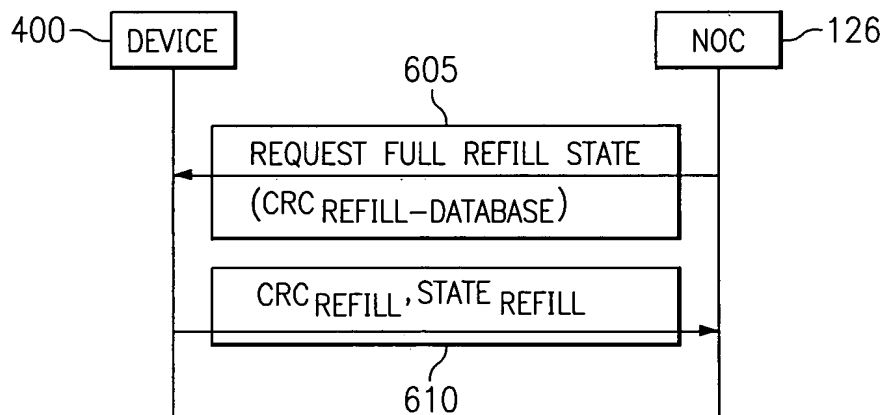 400 DEVICE NOC 126
605
REQUEST FULL REFILL STATE
(CRC REFILL-DATABASE)
CRC REFILL, STATE REFILL
610